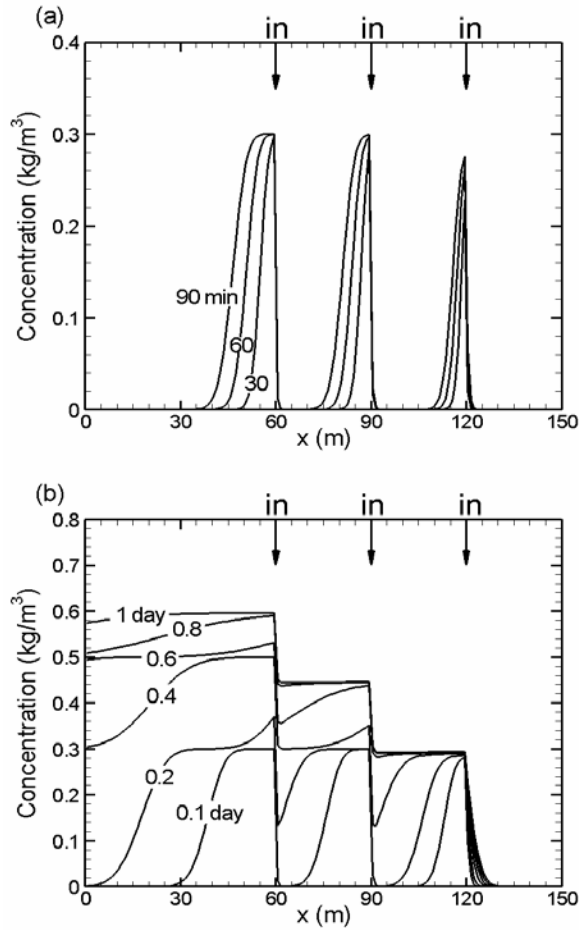 (a)
in in in
0.4
0.3
0.2
0.1
0
Concentration (kg/m³)
90 min
60
30
0 30 60 90 120 150
x (m)
(b)
in in in
0.8
0.7
0.6
0.5
0.4
0.3
0.2
0.1
0
Concentration (kg/m³)
1 day
0.8
0.6
0.4
0.2
0.1 day
0 30 60 90 120 150
x (m)